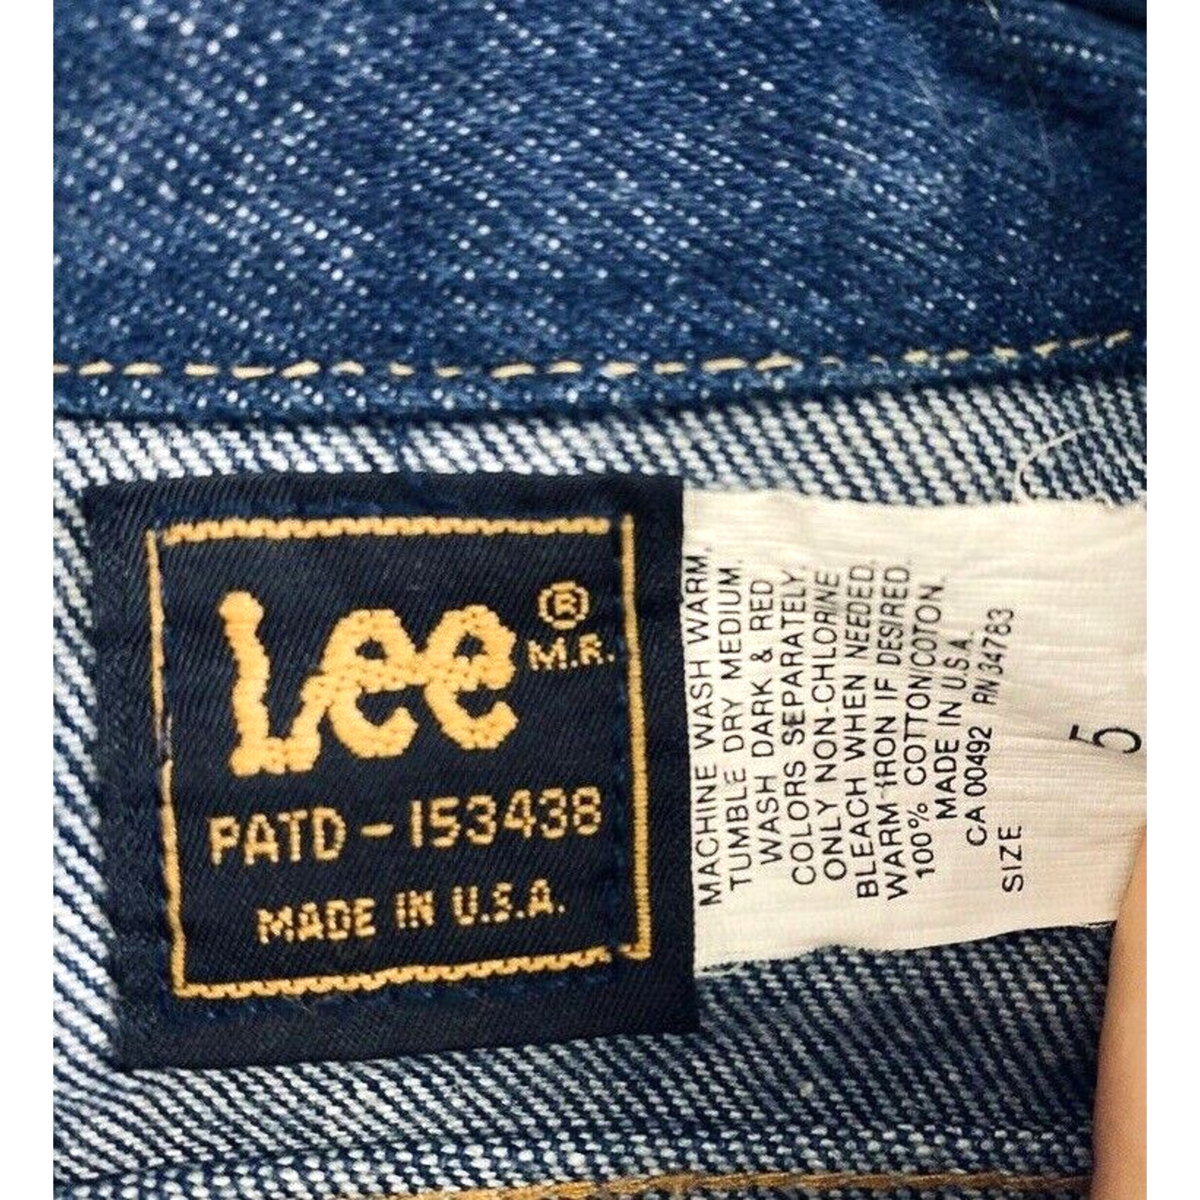 Lee ®
M.R.
PATD-153438
MADE IN U.S.A.
MACHINE WASH WARM,
TUMBLE DRY MEDIUM.
WASH DARK & RED
COLORS SEPARATELY.
ONLY NON-CHLORINE
BLEACH WHEN NEEDED.
WARM IRON IF DESIRED.
100% COTTON/COTON.
MADE IN U.S.A.
CA 00492 RN 34783
SIZE 5